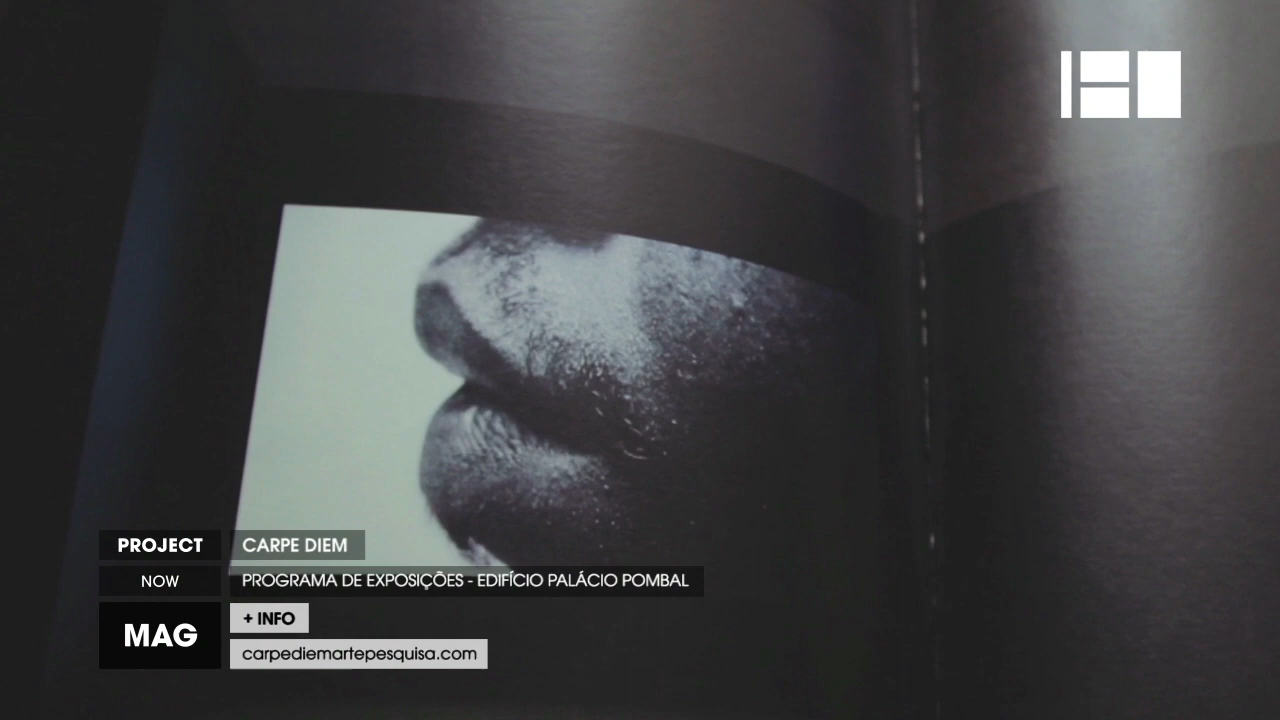 PROJECT CARPE DIEM
NOW PROGRAMA DE EXPOSIÇÕES - EDIFÍCIO PALÁCIO POMBAL
MAG + INFO
carpediemartepesquisa.com